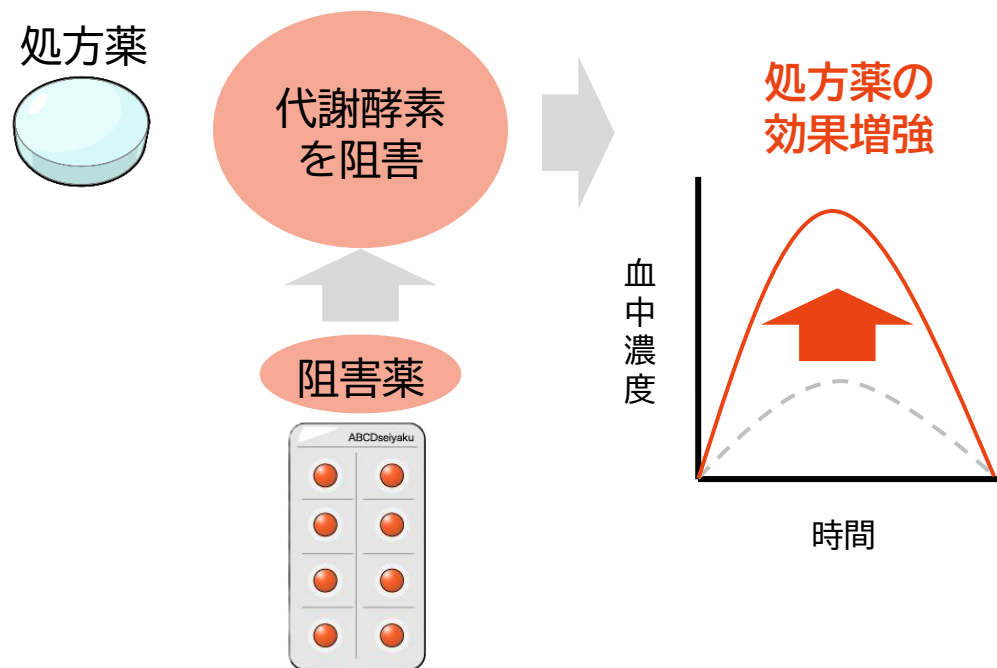 処方薬
代謝酵素
を阻害
処方薬の
効果増強
血中濃度
阻害薬
ABCDseiyaku
時間